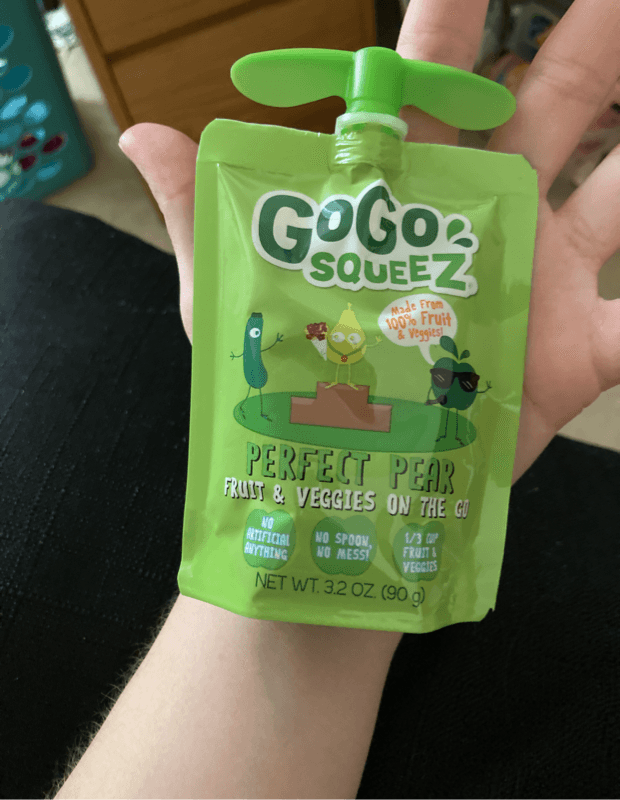 GOGO
SQUEEZ
Made From
100% Fruit
& Veggies!
PERFECT PEAR
FRUIT & VEGGIES ON THE GO
NO
ARTIFICIAL
ANYTHING
NO SPOON,
NO MESS!
1/3 CUP
FRUIT &
VEGGIES
NET WT. 3.2 OZ. (90 g)